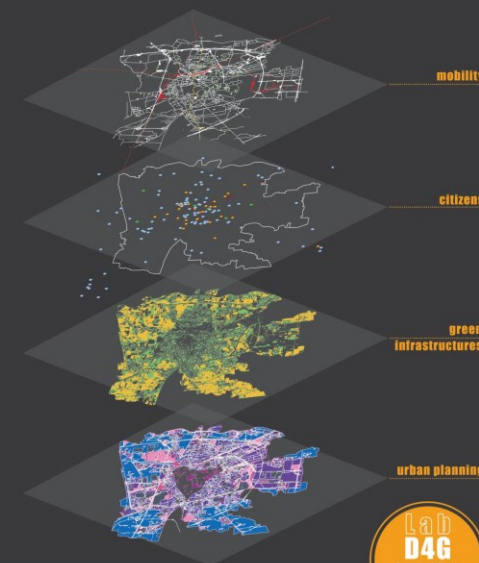 mobility
citizens
green
infrastructures
urban planning
Lab
D4G